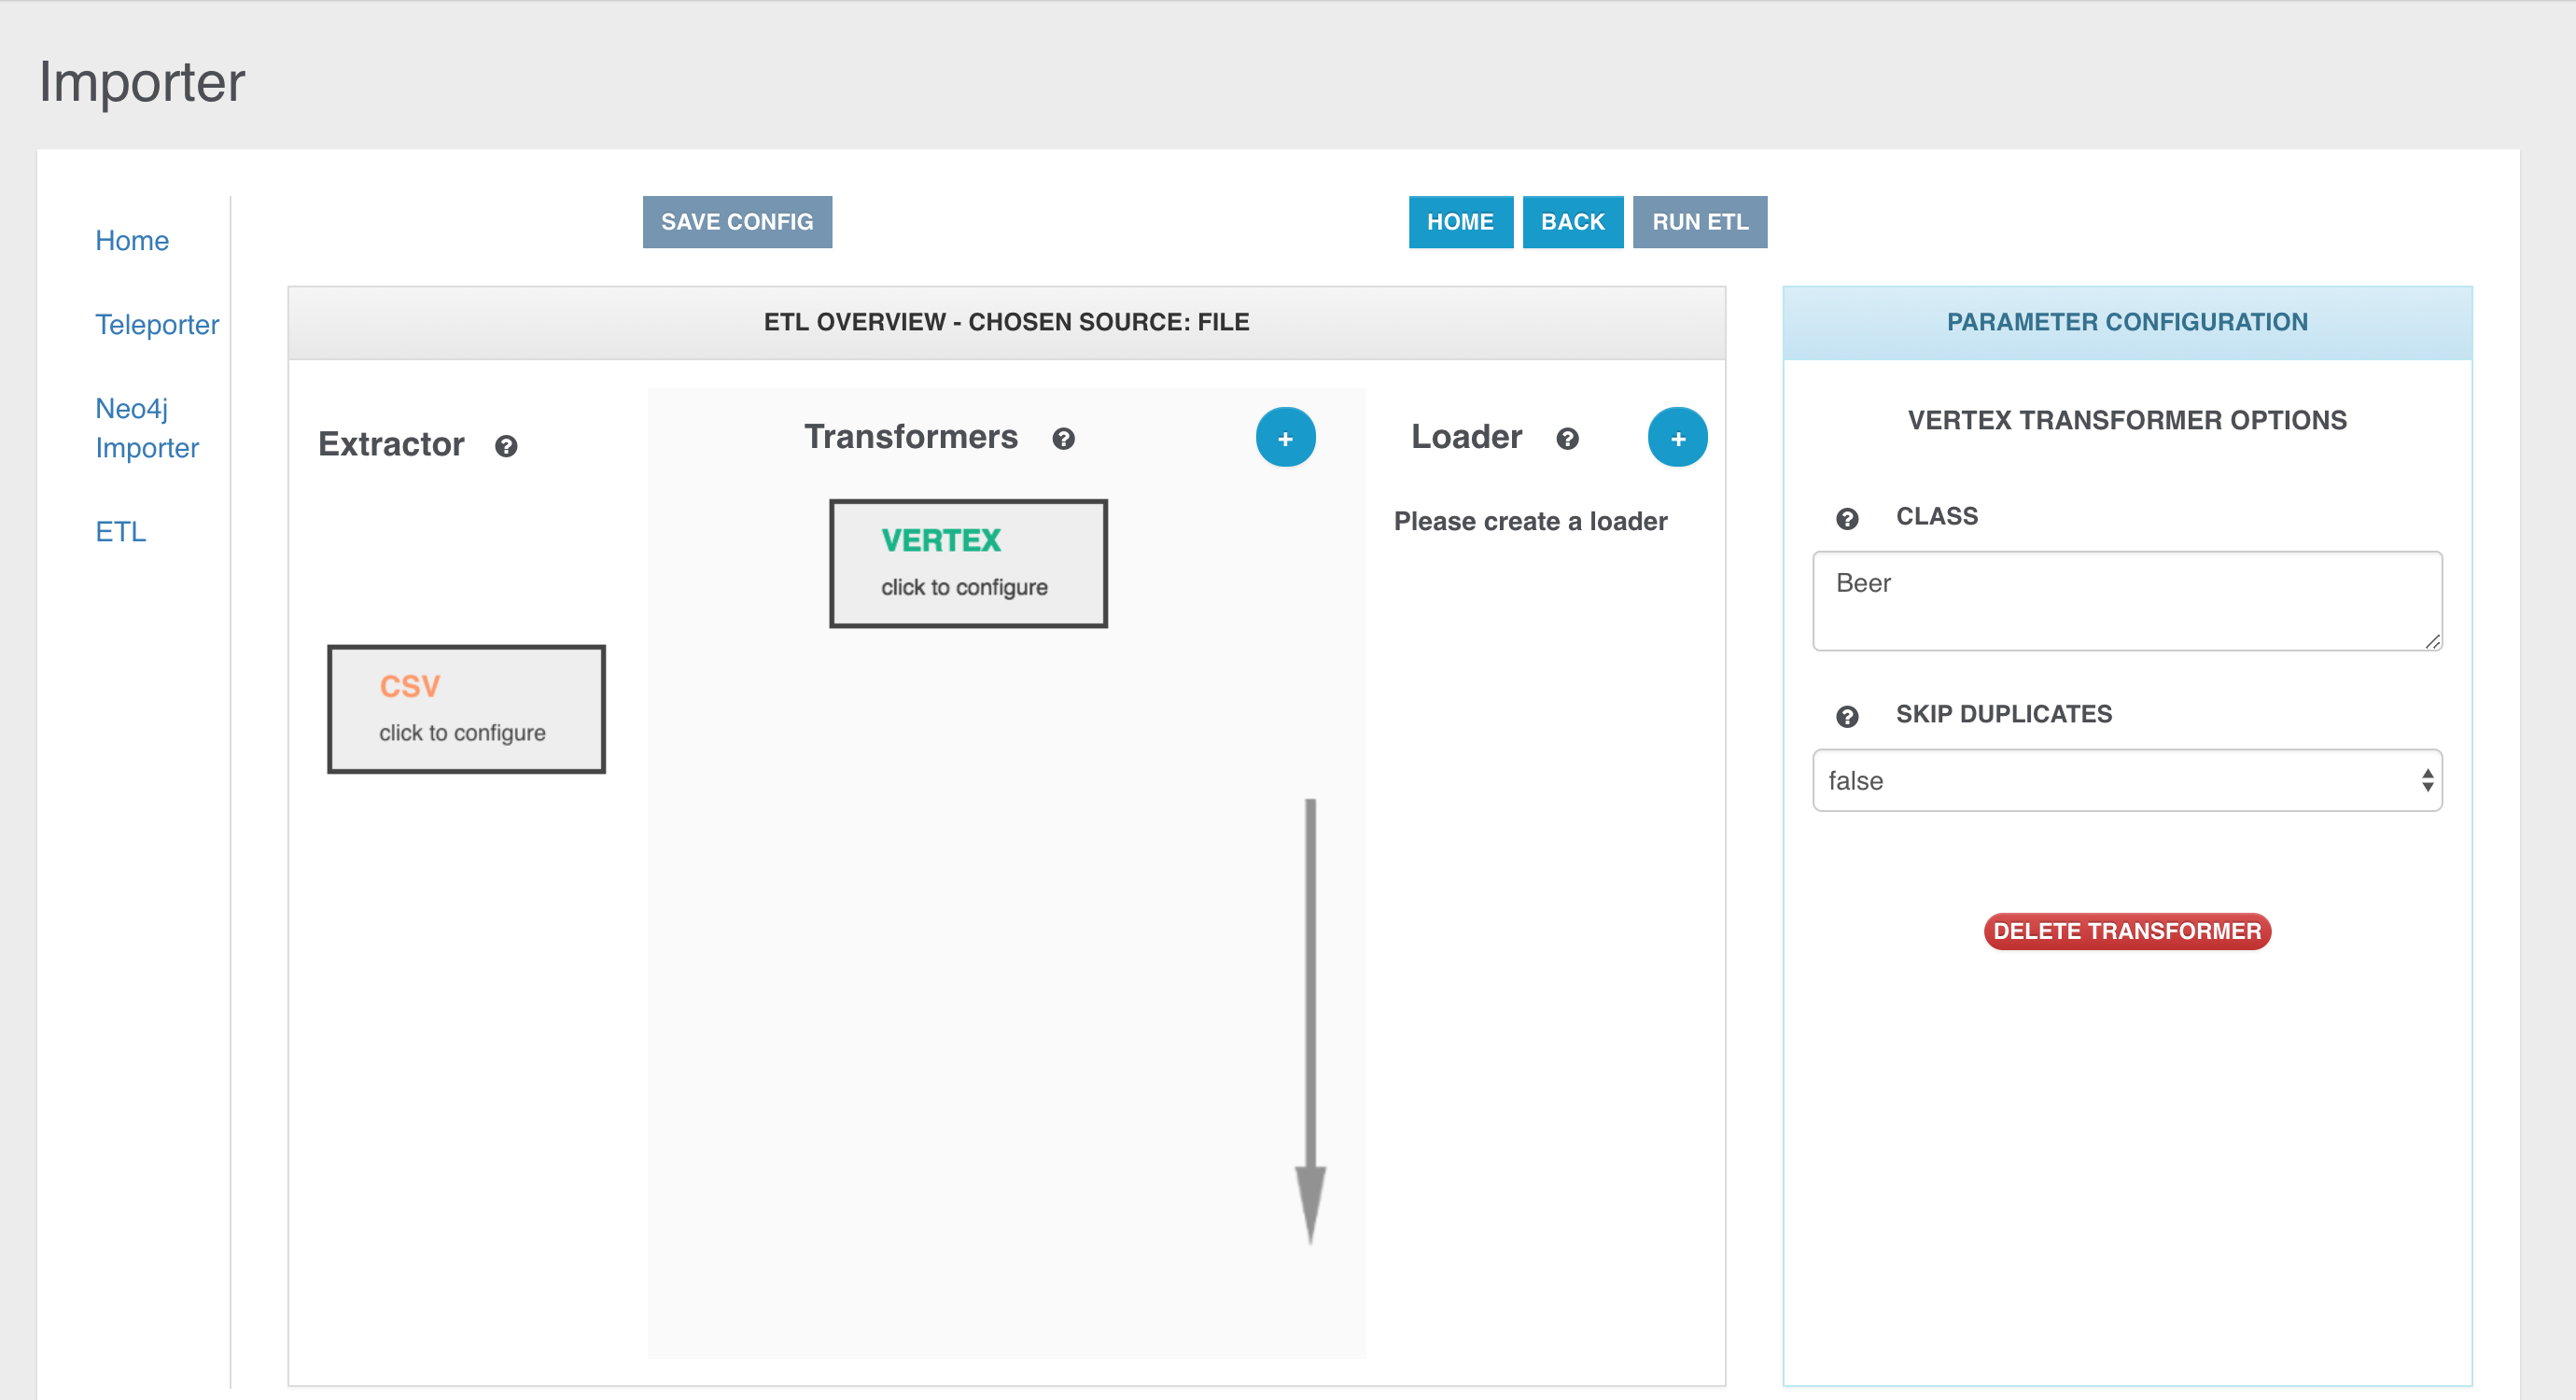 Importer
Home
Teleporter
Neo4j
Importer
ETL
SAVE CONFIG
HOME
BACK
RUN ETL
ETL OVERVIEW - CHOSEN SOURCE: FILE
Extractor
CSV
click to configure
Transformers
+
VERTEX
click to configure
Loader
+
Please create a loader
PARAMETER CONFIGURATION
VERTEX TRANSFORMER OPTIONS
CLASS
Beer
SKIP DUPLICATES
false
DELETE TRANSFORMER